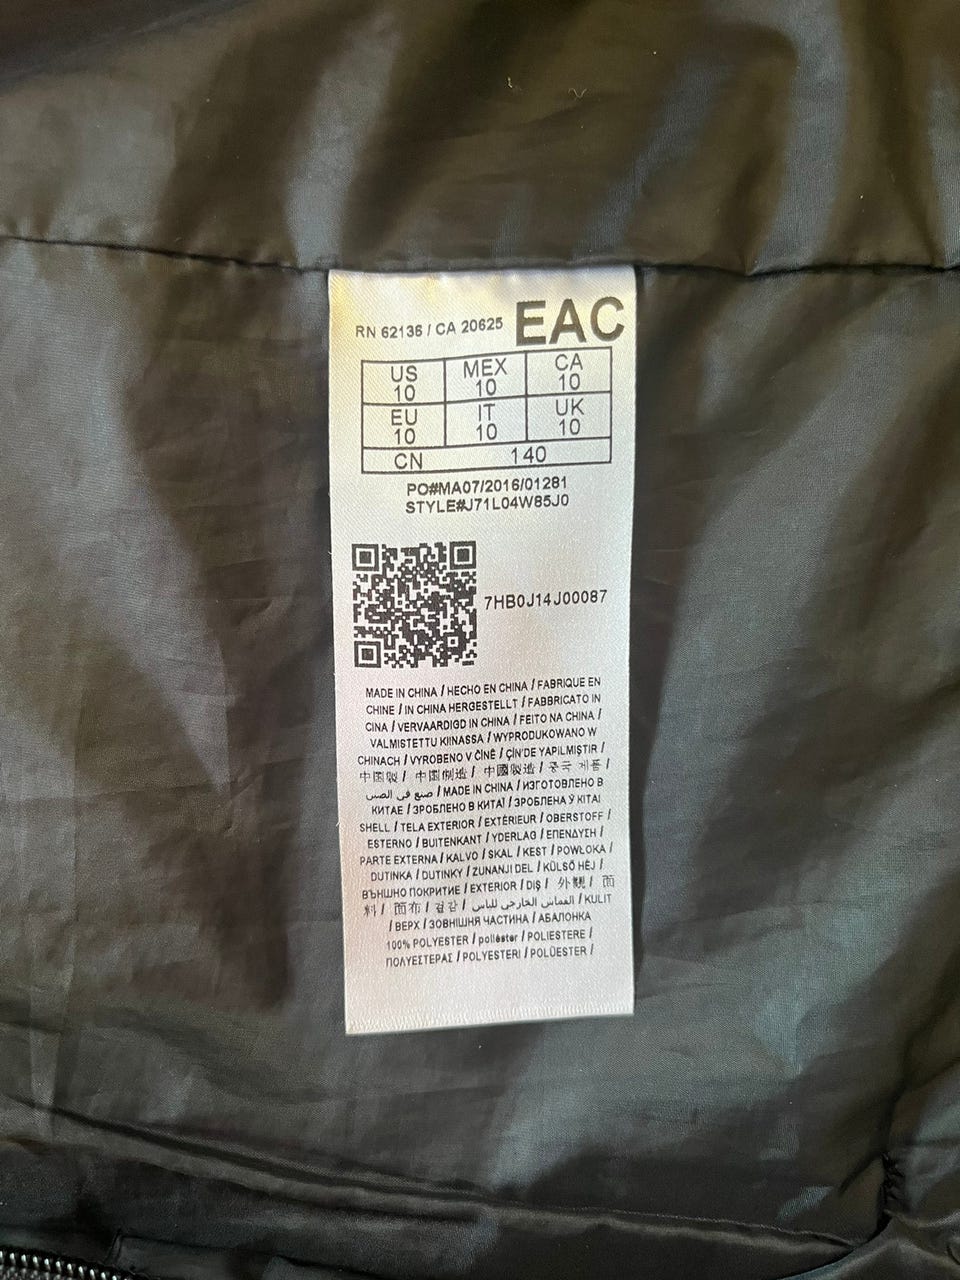 RN 62136 / CA 20625 EAC
US MEX CA
10 10 10
EU IT UK
10 10 10
CN 140
PO#MA07/2016/01281
STYLE#J71L04W85J0
7HB0J14J00087
MADE IN CHINA / HECHO EN CHINA / FABRIQUE EN
CHINE / IN CHINA HERGESTELLT / FABBRICATO IN
CINA / VERVAARDIGD IN CHINA / FEITO NA CHINA /
VALMISTETTU KIINASSA / WYPRODUKOWANO W
CHINACH / VYROBENO V ČÍNĚ / ÇİN'DE YAPILMIŞTIR /
中国製 / 中国制造 / 中國製造 / 중국 제품 /
صنع في الصين / MADE IN CHINA / ИЗГОТОВЛЕНО В
КИТАЕ / ЗРОБЛЕНО В КИТАЇ / ЗРОБЛЕНА Ў КІТАІ
SHELL / TELA EXTERIOR / EXTÉRIEUR / OBERSTOFF /
ESTERNO / BUITENKANT / YDERLAG / ΕΠΕΝΔΥΣΗ /
PARTE EXTERNA / KALVO / SKAL / KEST / POWŁOKA /
DUTINKA / DUTINKY / ZUNANJI DEL / KÜLSŐ HÉJ /
ВЪНШНО ПОКРИТИЕ / EXTERIOR / DIŞ / 外観 / 面
料 / 面布 / 겉감 / القماش الخارجي للباس / KULIT
/ ВЕРХ / ЗОВНІШНЯ ЧАСТИНА / АБАЛОНКА
100% POLYESTER / poliéster / POLIESTERE /
ΠΟΛΥΕΣΤΕΡΑΣ / POLYESTERI / POLÜESTER /